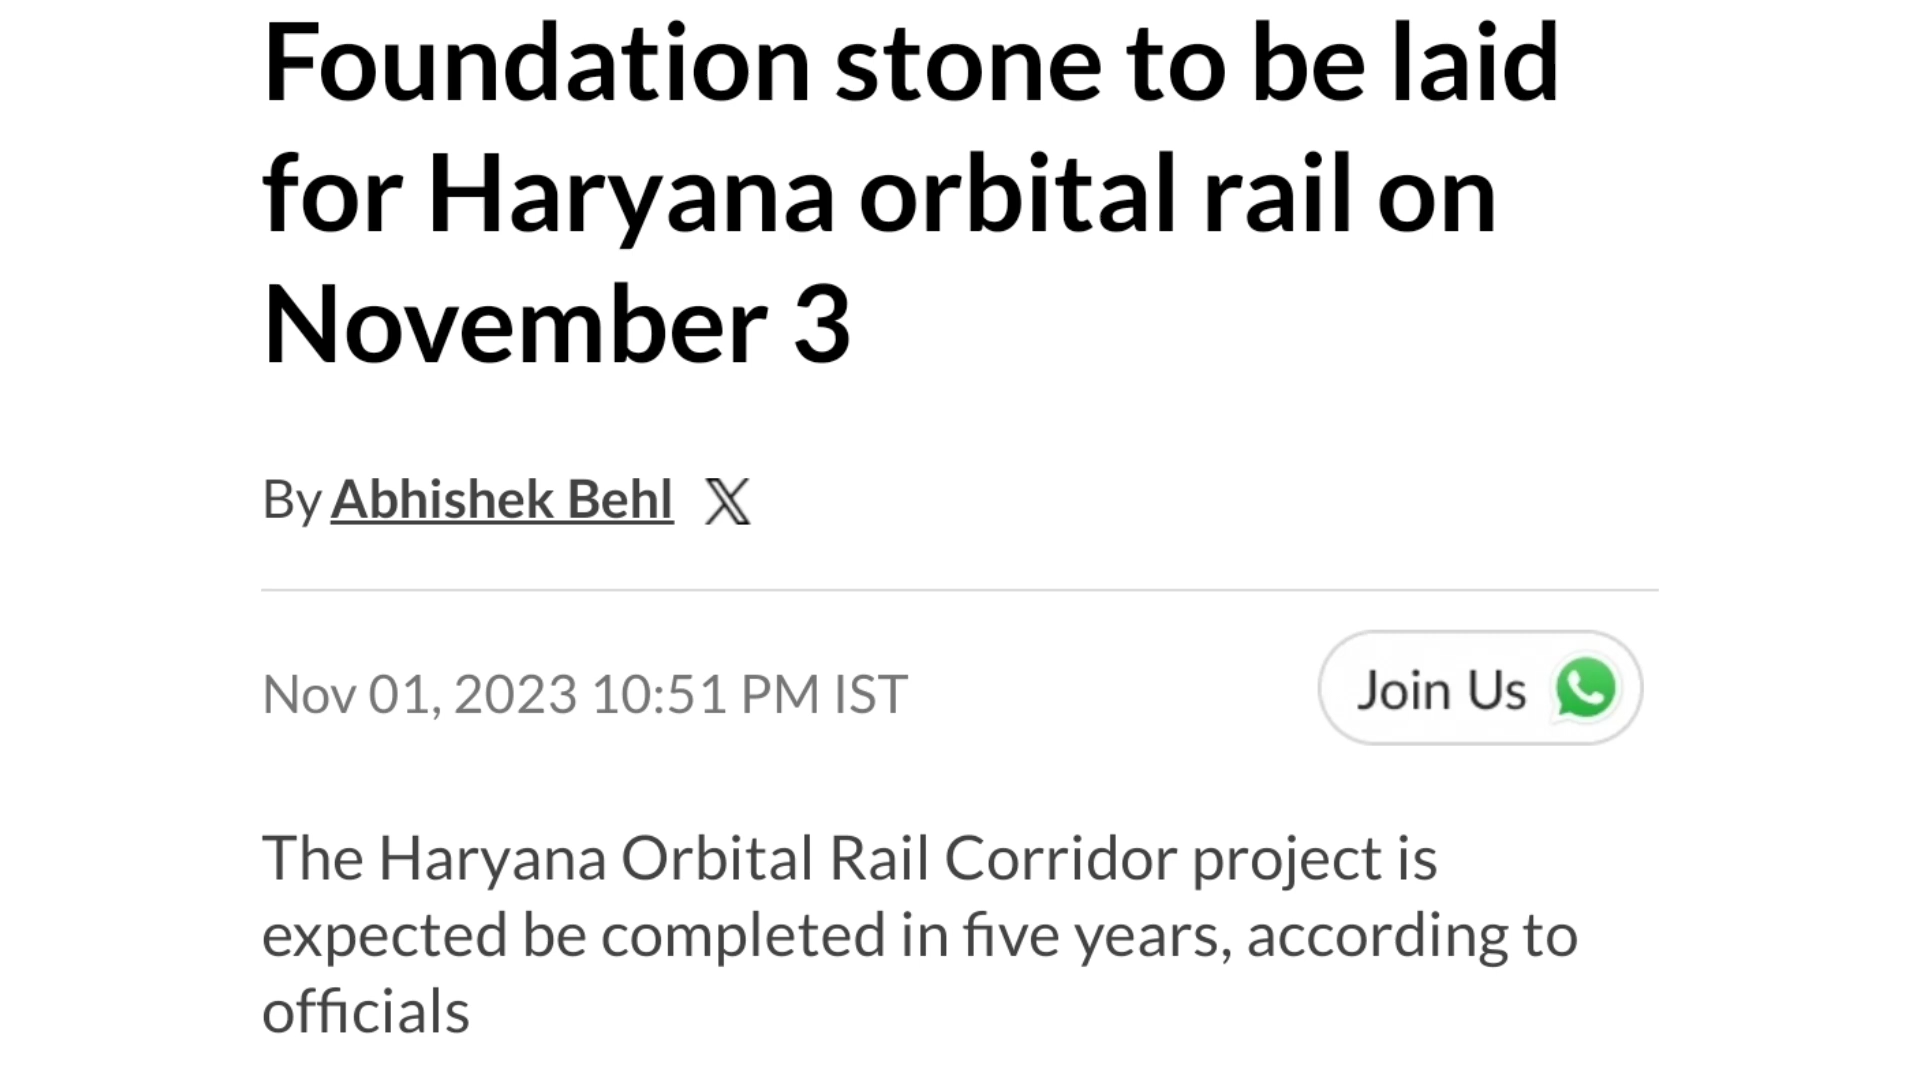 Foundation stone to be laid
for Haryana orbital rail on
November 3
By Abhishek Behl
Nov 01, 2023 10:51 PM IST
Join Us
The Haryana Orbital Rail Corridor project is
expected be completed in five years, according to
officials